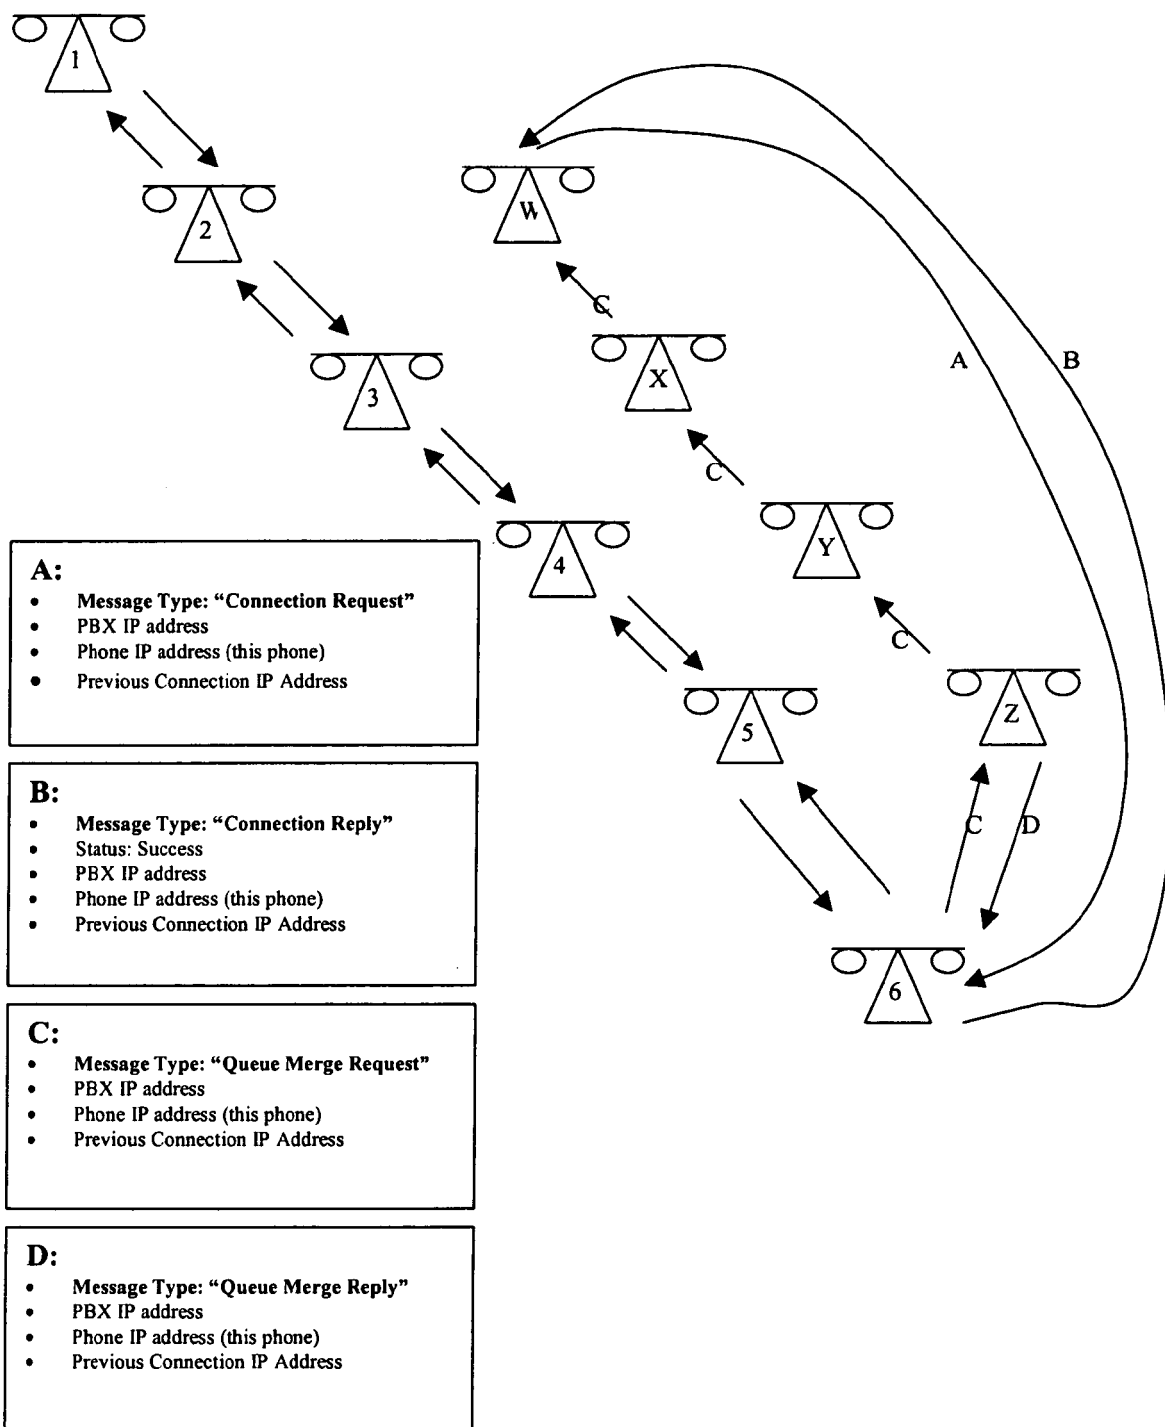 1
2
W
3
X
A
B
C
C
4
Y
C
5
Z
C
D
6
A:
• Message Type: “Connection Request”
• PBX IP address
• Phone IP address (this phone)
• Previous Connection IP Address
B:
• Message Type: “Connection Reply”
• Status: Success
• PBX IP address
• Phone IP address (this phone)
• Previous Connection IP Address
C:
• Message Type: “Queue Merge Request”
• PBX IP address
• Phone IP address (this phone)
• Previous Connection IP Address
D:
• Message Type: “Queue Merge Reply”
• PBX IP address
• Phone IP address (this phone)
• Previous Connection IP Address